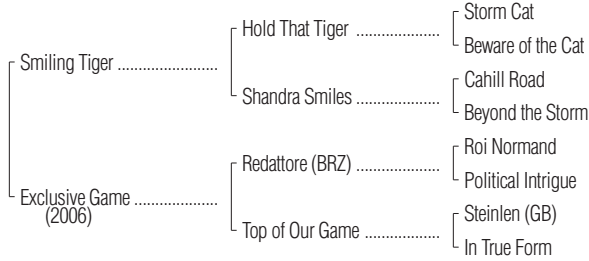 Storm Cat
Hold That Tiger ...................
Beware of the Cat
Smiling Tiger .......................
Cahill Road
Shandra Smiles ...................
Beyond the Storm
Roi Normand
Redattore (BRZ) ...................
Political Intrigue
Exclusive Game ...................
(2006)
Steinlen (GB)
Top of Our Game .................
In True Form